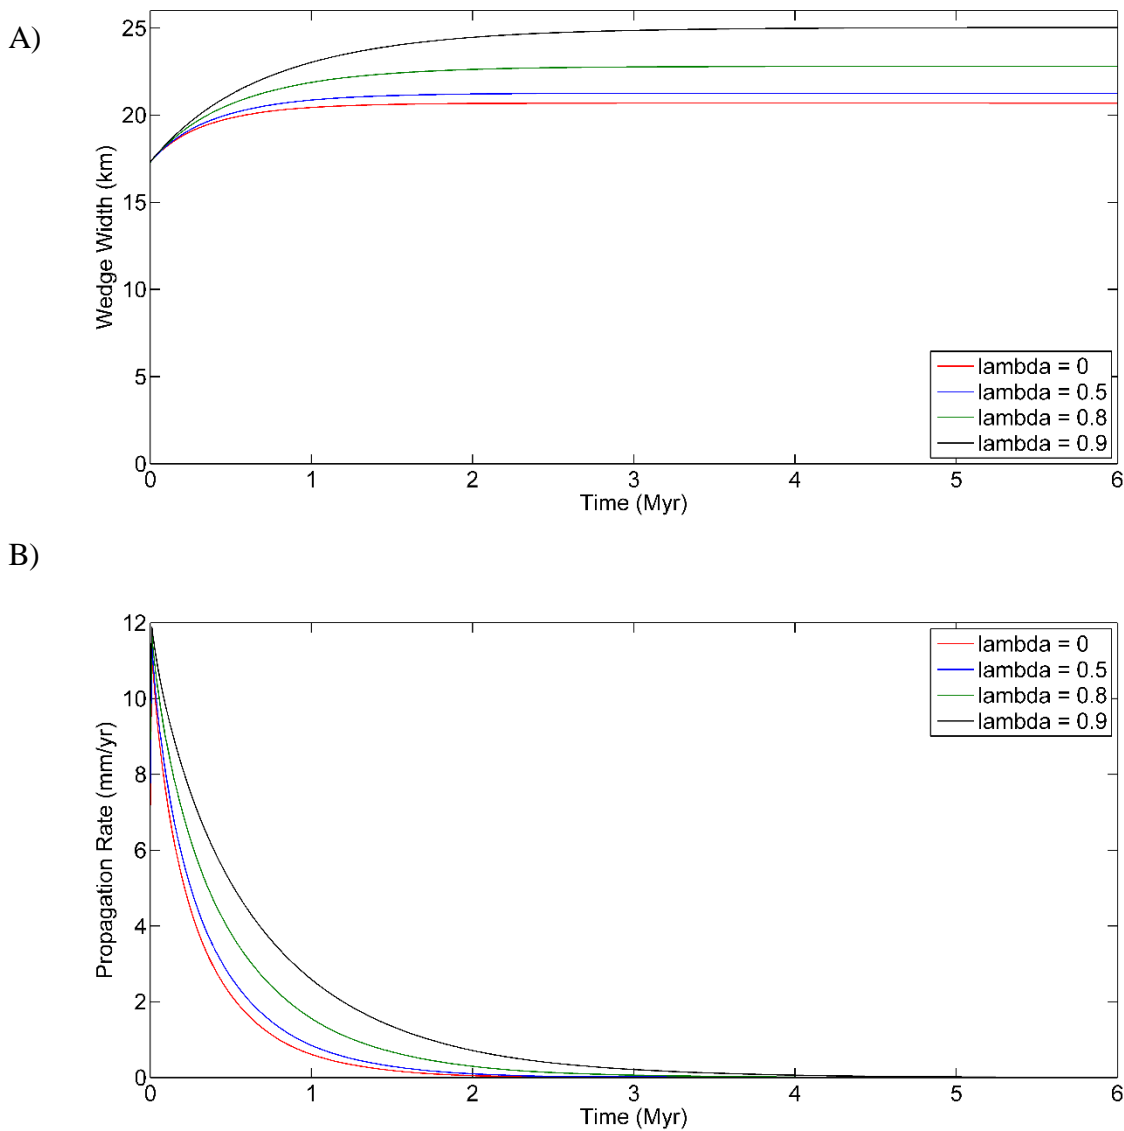 A)
25
20
15
10
5
0
Wedge Width (km)
0 1 2 3 4 5 6
Time (Myr)
lambda = 0
lambda = 0.5
lambda = 0.8
lambda = 0.9
B)
12
10
8
6
4
2
0
Propagation Rate (mm/yr)
0 1 2 3 4 5 6
Time (Myr)
lambda = 0
lambda = 0.5
lambda = 0.8
lambda = 0.9